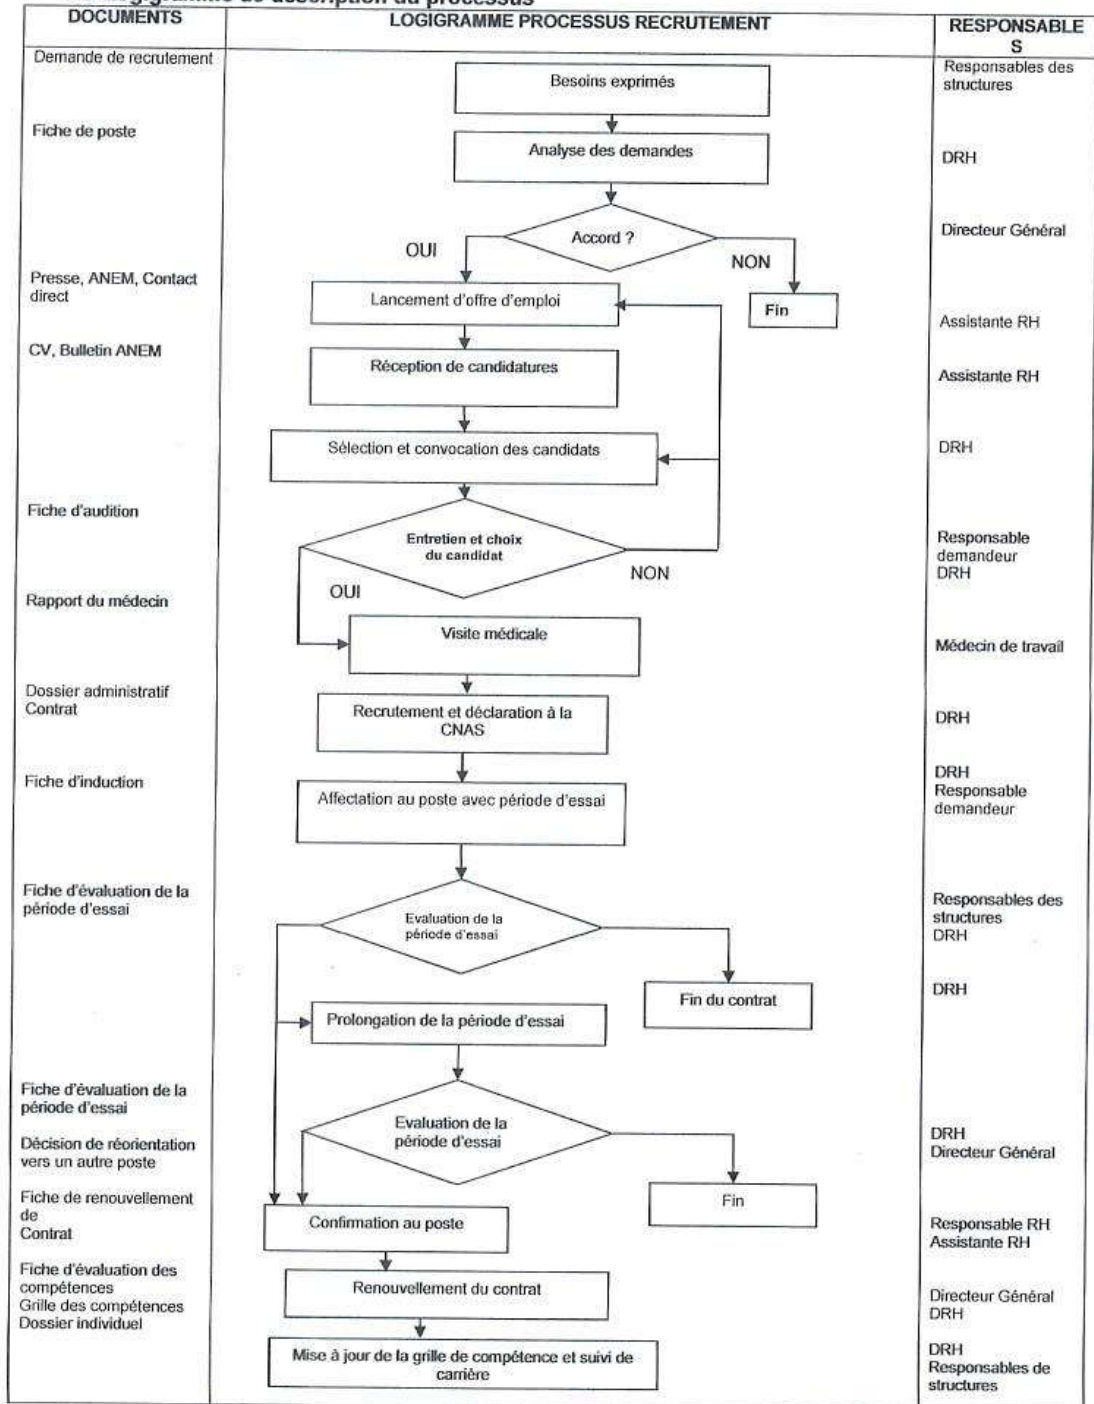 Logigramme de description du processus
DOCUMENTS
LOGIGRAMME PROCESSUS RECRUTEMENT
RESPONSABLE
S
Demande de recrutement
Besoins exprimés
Responsables des
structures
Fiche de poste
Analyse des demandes
DRH
Accord ?
Directeur Général
OUI
NON
Presse, ANEM, Contact
direct
Lancement d'offre d'emploi
Fin
Assistante RH
CV, Bulletin ANEM
Réception de candidatures
Assistante RH
Sélection et convocation des candidats
DRH
Fiche d'audition
Entretien et choix
du candidat
Responsable
demandeur
DRH
NON
OUI
Rapport du médecin
Visite médicale
Médecin de travail
Dossier administratif
Contrat
Recrutement et déclaration à la
CNAS
DRH
Fiche d'induction
Affectation au poste avec période d'essai
DRH
Responsable
demandeur
Fiche d'évaluation de la
période d'essai
Evaluation de la
période d'essai
Responsables des
structures
DRH
Fin du contrat
DRH
Prolongation de la période d'essai
Fiche d'évaluation de la
période d'essai
Evaluation de la
période d'essai
DRH
Directeur Général
Décision de réorientation
vers un autre poste
Fin
Fiche de renouvellement
de
Contrat
Confirmation au poste
Responsable RH
Assistante RH
Fiche d'évaluation des
compétences
Grille des compétences
Dossier individuel
Renouvellement du contrat
Directeur Général
DRH
Mise à jour de la grille de compétence et suivi de
carrière
DRH
Responsables de
structures